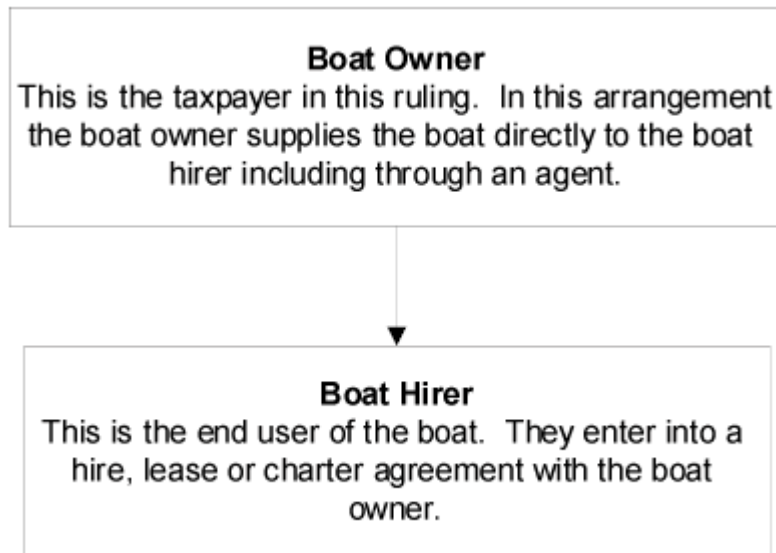 Boat Owner
This is the taxpayer in this ruling.  In this arrangement
the boat owner supplies the boat directly to the boat
hirer including through an agent.
Boat Hirer
This is the end user of the boat.  They enter into a
hire, lease or charter agreement with the boat
owner.